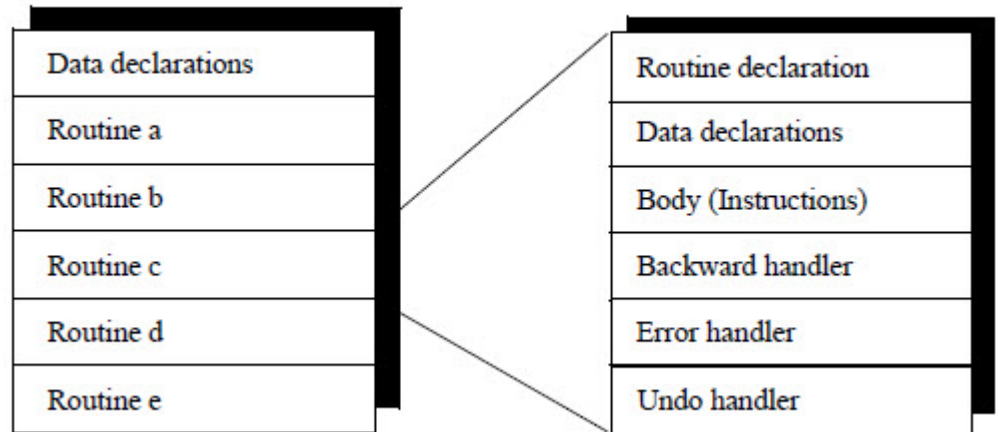 Data declarations
Routine a
Routine b
Routine c
Routine d
Routine e
Routine declaration
Data declarations
Body (Instructions)
Backward handler
Error handler
Undo handler